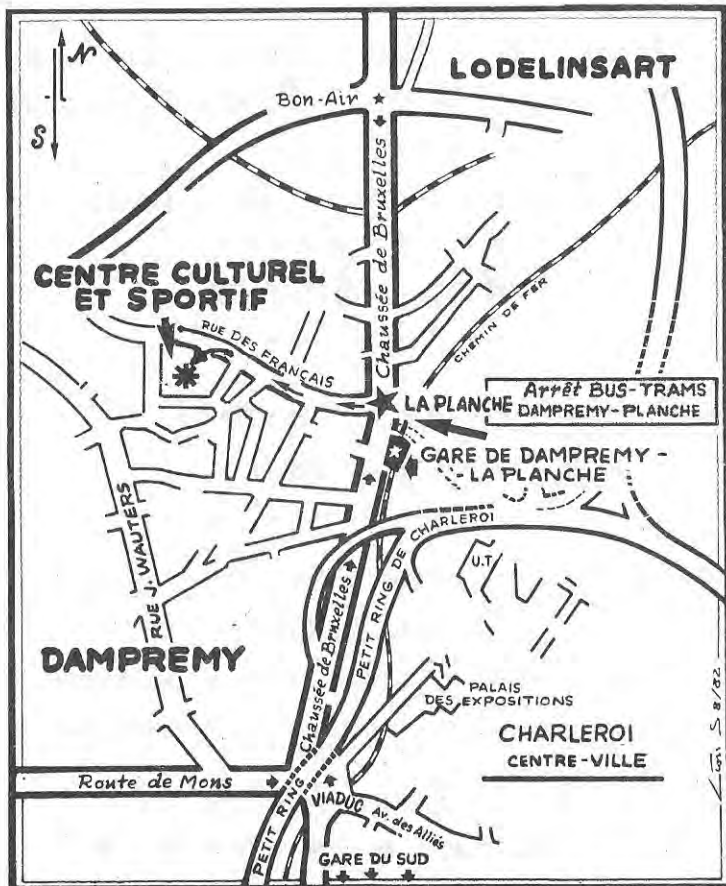 N
S
LODELINSART
Bon-Air
Chaussée de Bruxelles
CENTRE CULTUREL
ET SPORTIF
RUE DES FRANÇAIS
CHEMIN DE FER
LA PLANCHE
Arrêt BUS-TRAMS
DAMPREMY-PLANCHE
GARE DE DAMPREMY-
LA PLANCHE
PETIT RING DE CHARLEROI
U.T.
RUE J. WAUTERS
Chaussée de Bruxelles
DAMPREMY
PALAIS
DES EXPOSITIONS
CHARLEROI
CENTRE-VILLE
Route de Mons
PETIT RING
VIADUC
Av. des Alliés
GARE DU SUD
S 8/82